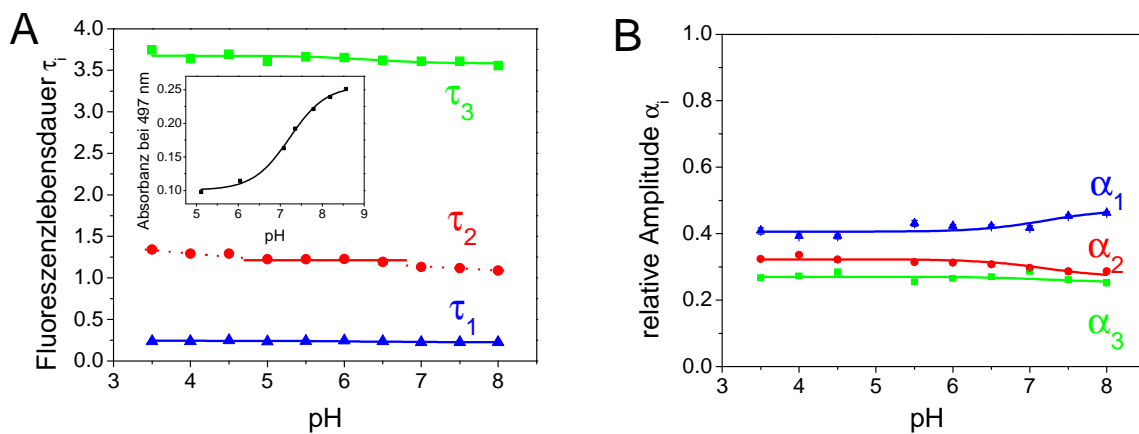 A
Fluoreszenzlebensdauer τi
4.0
3.5
3.0
2.5
2.0
1.5
1.0
0.5
0.0
3 4 5 6 7 8
pH
τ3
τ2
τ1
Absorbanz bei 497 nm
0.25
0.20
0.15
0.10
5 6 7 8 9
pH
B
relative Amplitude αi
1.0
0.8
0.6
0.4
0.2
0.0
3 4 5 6 7 8
pH
α1
α2
α3